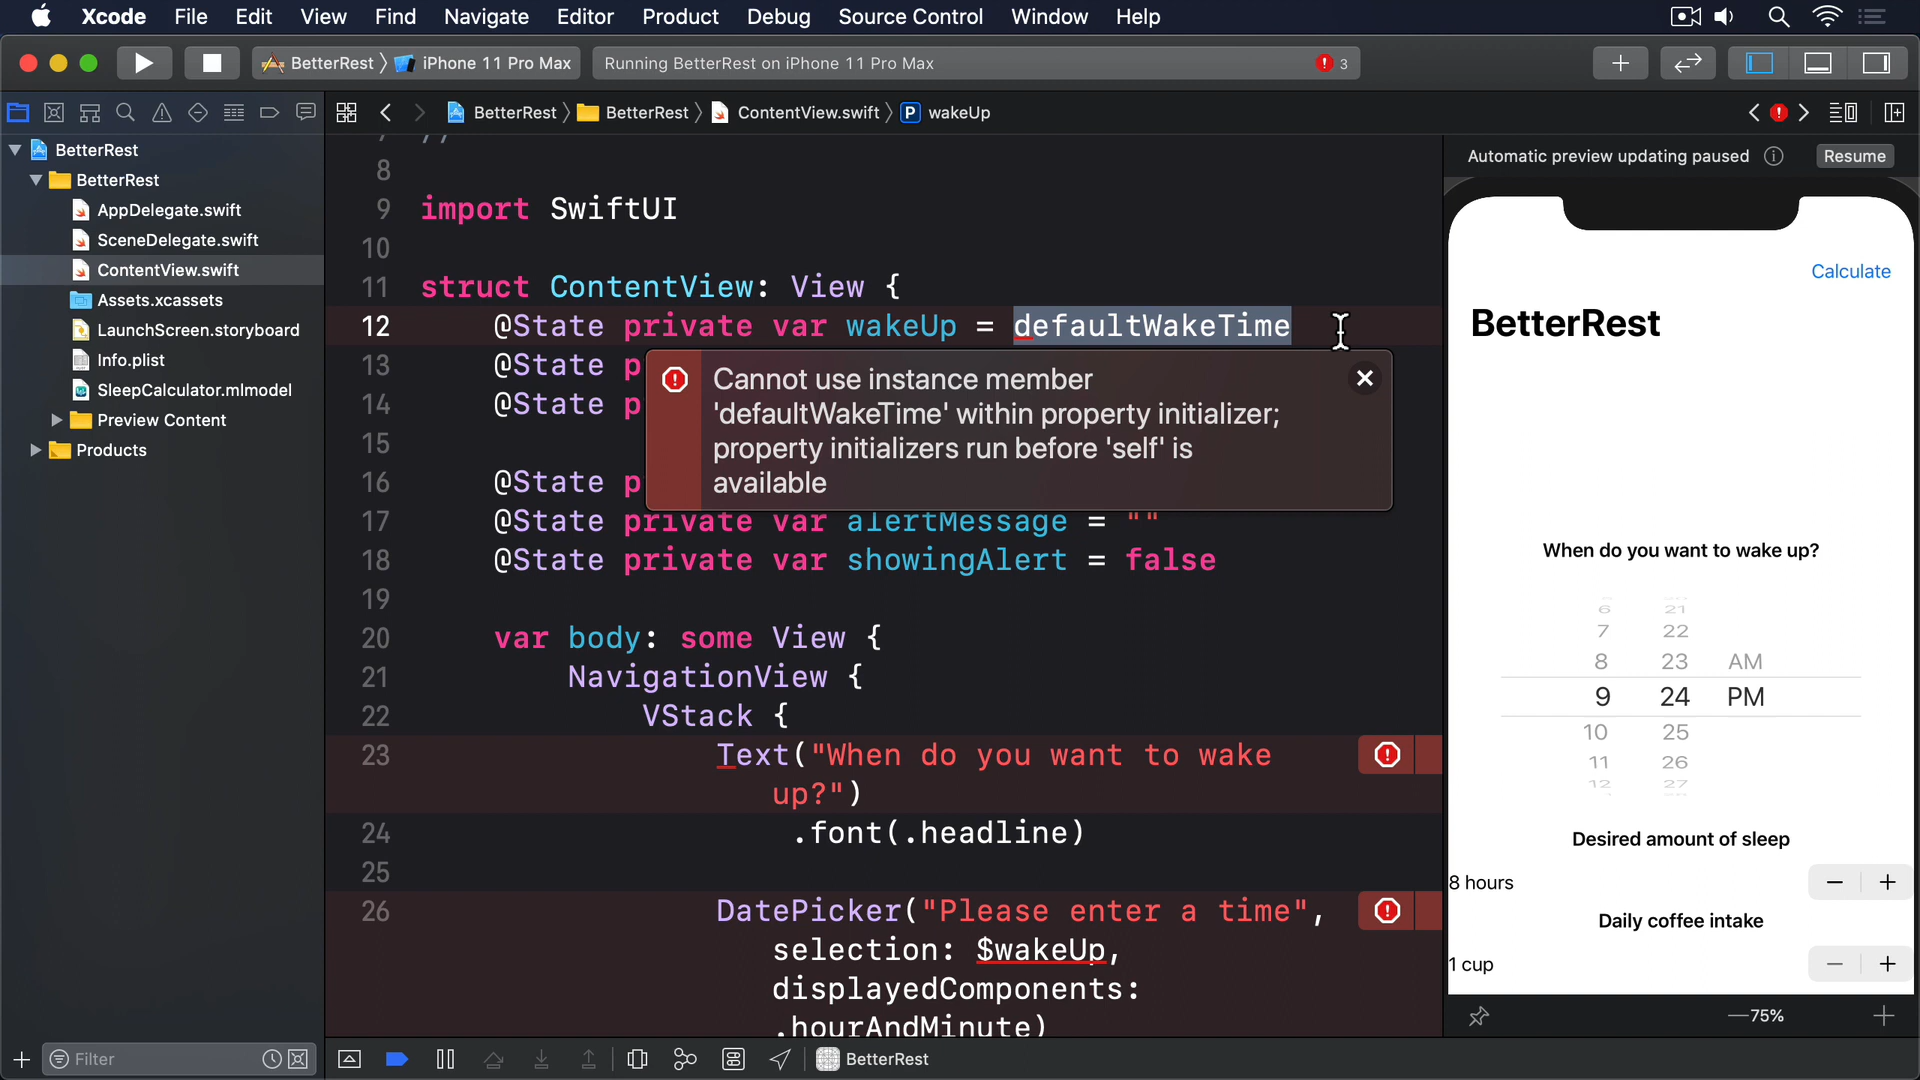 Xcode File Edit View Find Navigate Editor Product Debug Source Control Window Help
BetterRest iPhone 11 Pro Max
Running BetterRest on iPhone 11 Pro Max
3
BetterRest BetterRest ContentView.swift P wakeUp
BetterRest
BetterRest
AppDelegate.swift
SceneDelegate.swift
ContentView.swift
Assets.xcassets
LaunchScreen.storyboard
Info.plist
SleepCalculator.mlmodel
Preview Content
Products
Filter
//
8
9 import SwiftUI
10
11 struct ContentView: View {
12 @State private var wakeUp = defaultWakeTime
13 @State p
14 @State p
15
16 @State p
17 @State private var alertMessage = ""
18 @State private var showingAlert = false
19
20 var body: some View {
21 NavigationView {
22 VStack {
23 Text("When do you want to wake
up?")
24 .font(.headline)
25
26 DatePicker("Please enter a time",
selection: $wakeUp,
displayedComponents:
.hourAndMinute)
Cannot use instance member
'defaultWakeTime' within property initializer;
property initializers run before 'self' is
available
BetterRest
Automatic preview updating paused Resume
Calculate
BetterRest
When do you want to wake up?
6 21
7 22
8 23 AM
9 24 PM
10 25
11 26
12 27
Desired amount of sleep
8 hours − +
Daily coffee intake
1 cup − +
75%